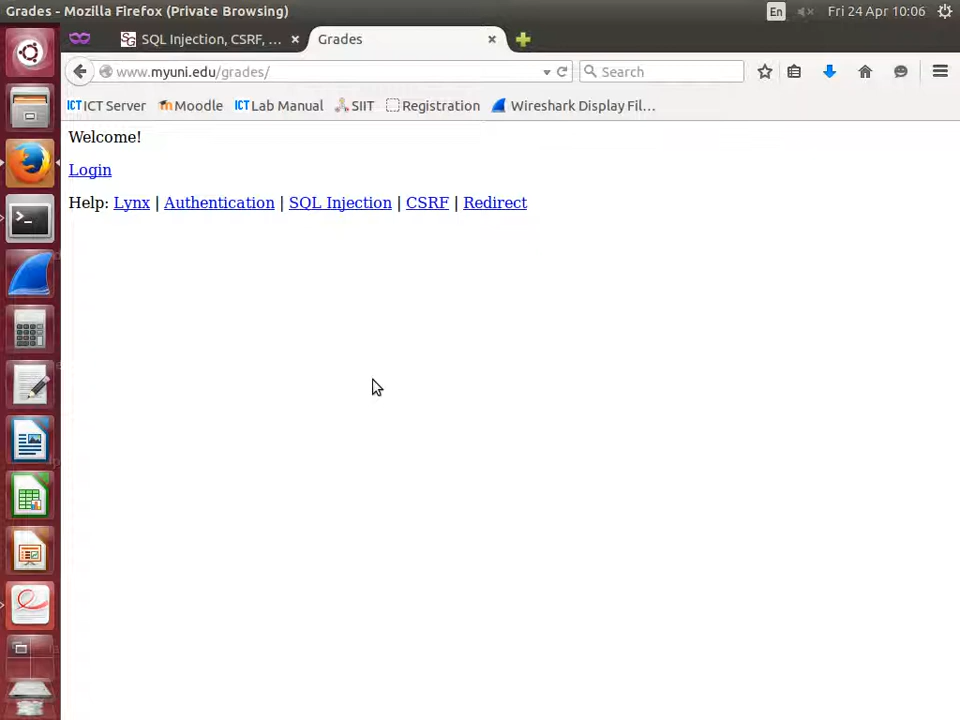 Grades - Mozilla Firefox (Private Browsing) En Fri 24 Apr 10:06
SQL Injection, CSRF, ... × Grades ×
www.myuni.edu/grades/ Search
ICT ICT Server Moodle ICT Lab Manual SIIT Registration Wireshark Display Fil...
Welcome!
Login
Help: Lynx | Authentication | SQL Injection | CSRF | Redirect